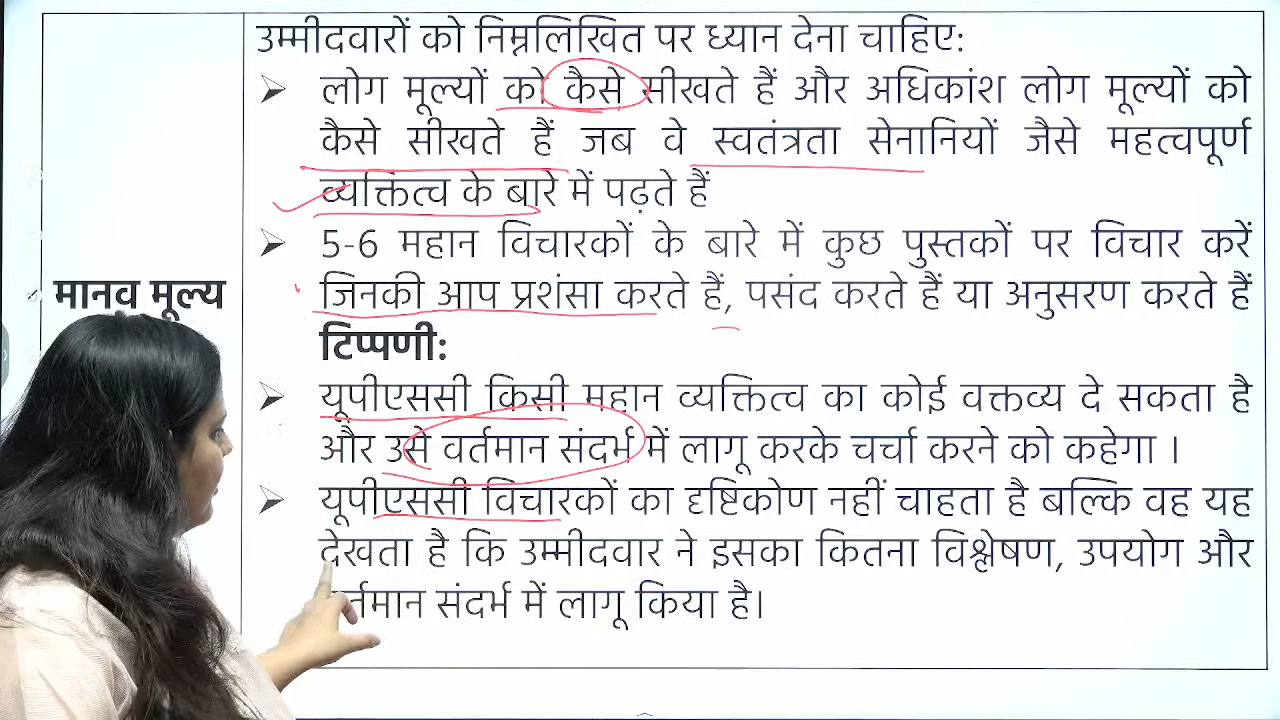 उम्मीदवारों को निम्नलिखित पर ध्यान देना चाहिए:
➢ लोग मूल्यों को कैसे सीखते हैं और अधिकांश लोग मूल्यों को
कैसे सीखते हैं जब वे स्वतंत्रता सेनानियों जैसे महत्वपूर्ण
व्यक्तित्व के बारे में पढ़ते हैं
➢ 5-6 महान विचारकों के बारे में कुछ पुस्तकों पर विचार करें
मानव मूल्य
जिनकी आप प्रशंसा करते हैं, पसंद करते हैं या अनुसरण करते हैं
टिप्पणी:
➢ यूपीएससी किसी महान व्यक्तित्व का कोई वक्तव्य दे सकता है
और उसे वर्तमान संदर्भ में लागू करके चर्चा करने को कहेगा ।
➢ यूपीएससी विचारकों का दृष्टिकोण नहीं चाहता है बल्कि वह यह
देखता है कि उम्मीदवार ने इसका कितना विश्लेषण, उपयोग और
वर्तमान संदर्भ में लागू किया है।